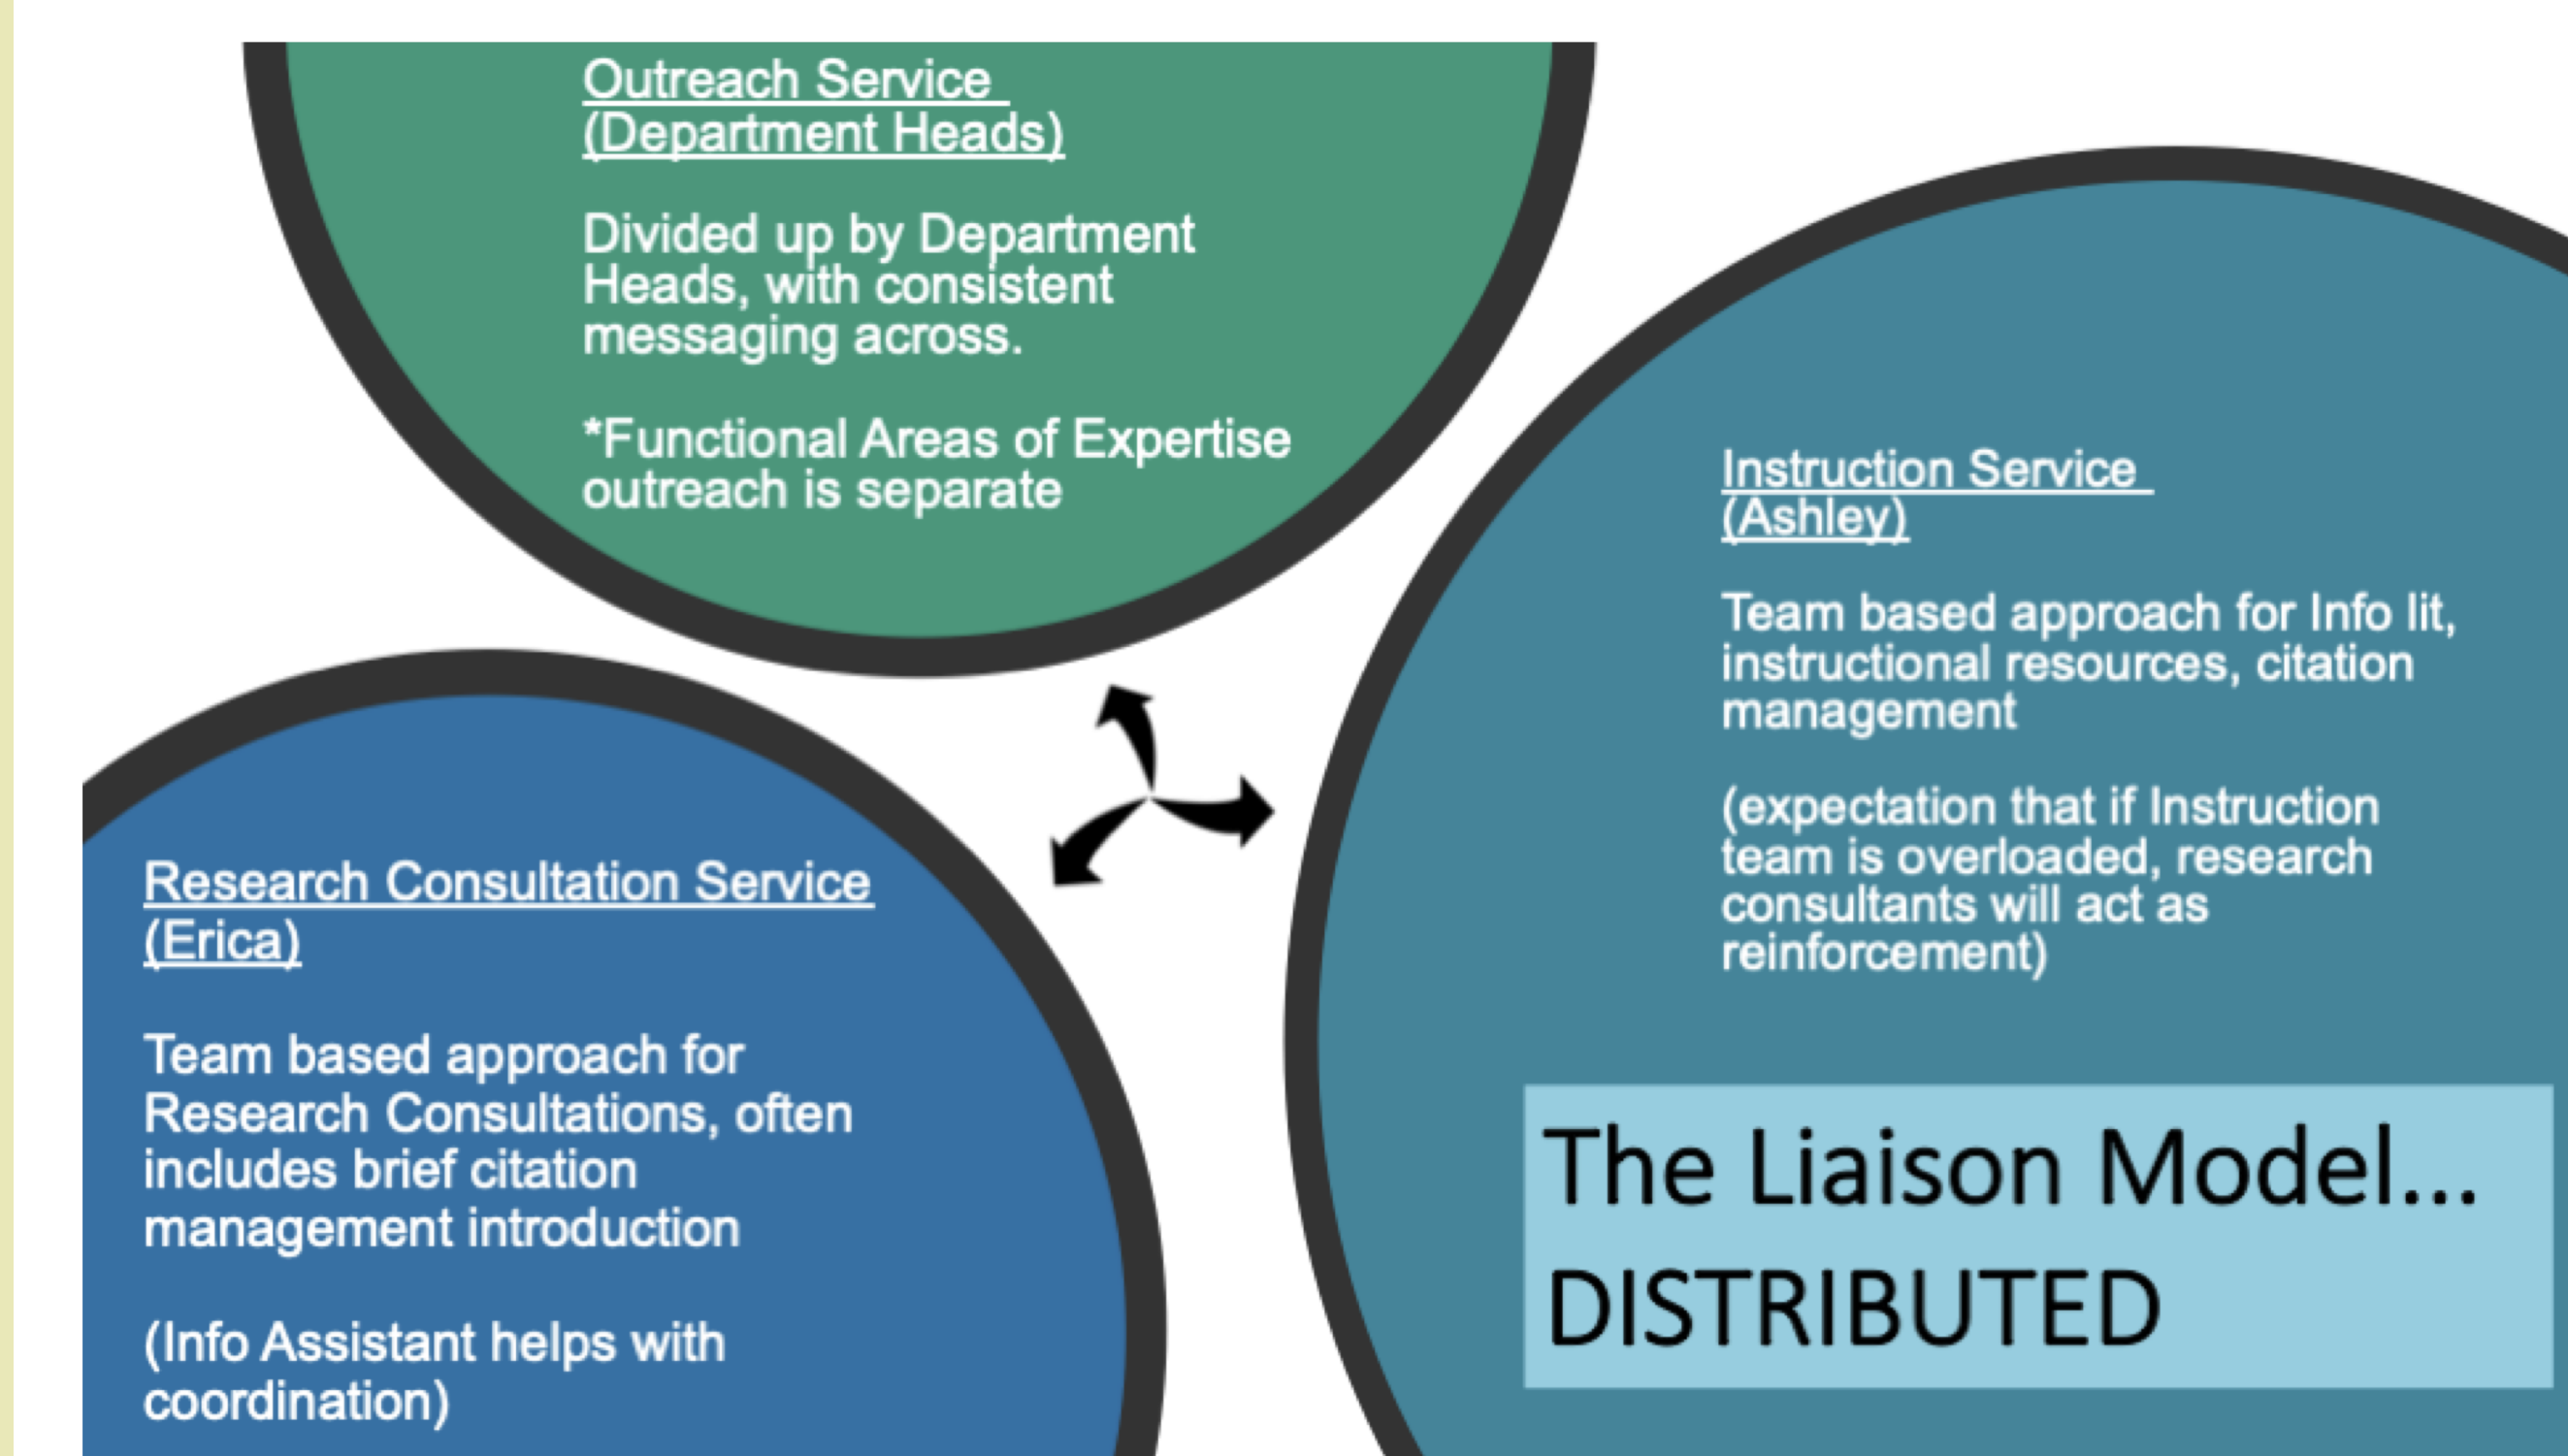 Outreach Service
(Department Heads)
Divided up by Department
Heads, with consistent
messaging across.
*Functional Areas of Expertise
outreach is separate
Instruction Service
(Ashley)
Team based approach for Info lit,
instructional resources, citation
management
(expectation that if Instruction
team is overloaded, research
consultants will act as
reinforcement)
Research Consultation Service
(Erica)
Team based approach for
Research Consultations, often
includes brief citation
management introduction
(Info Assistant helps with
coordination)
The Liaison Model...
DISTRIBUTED